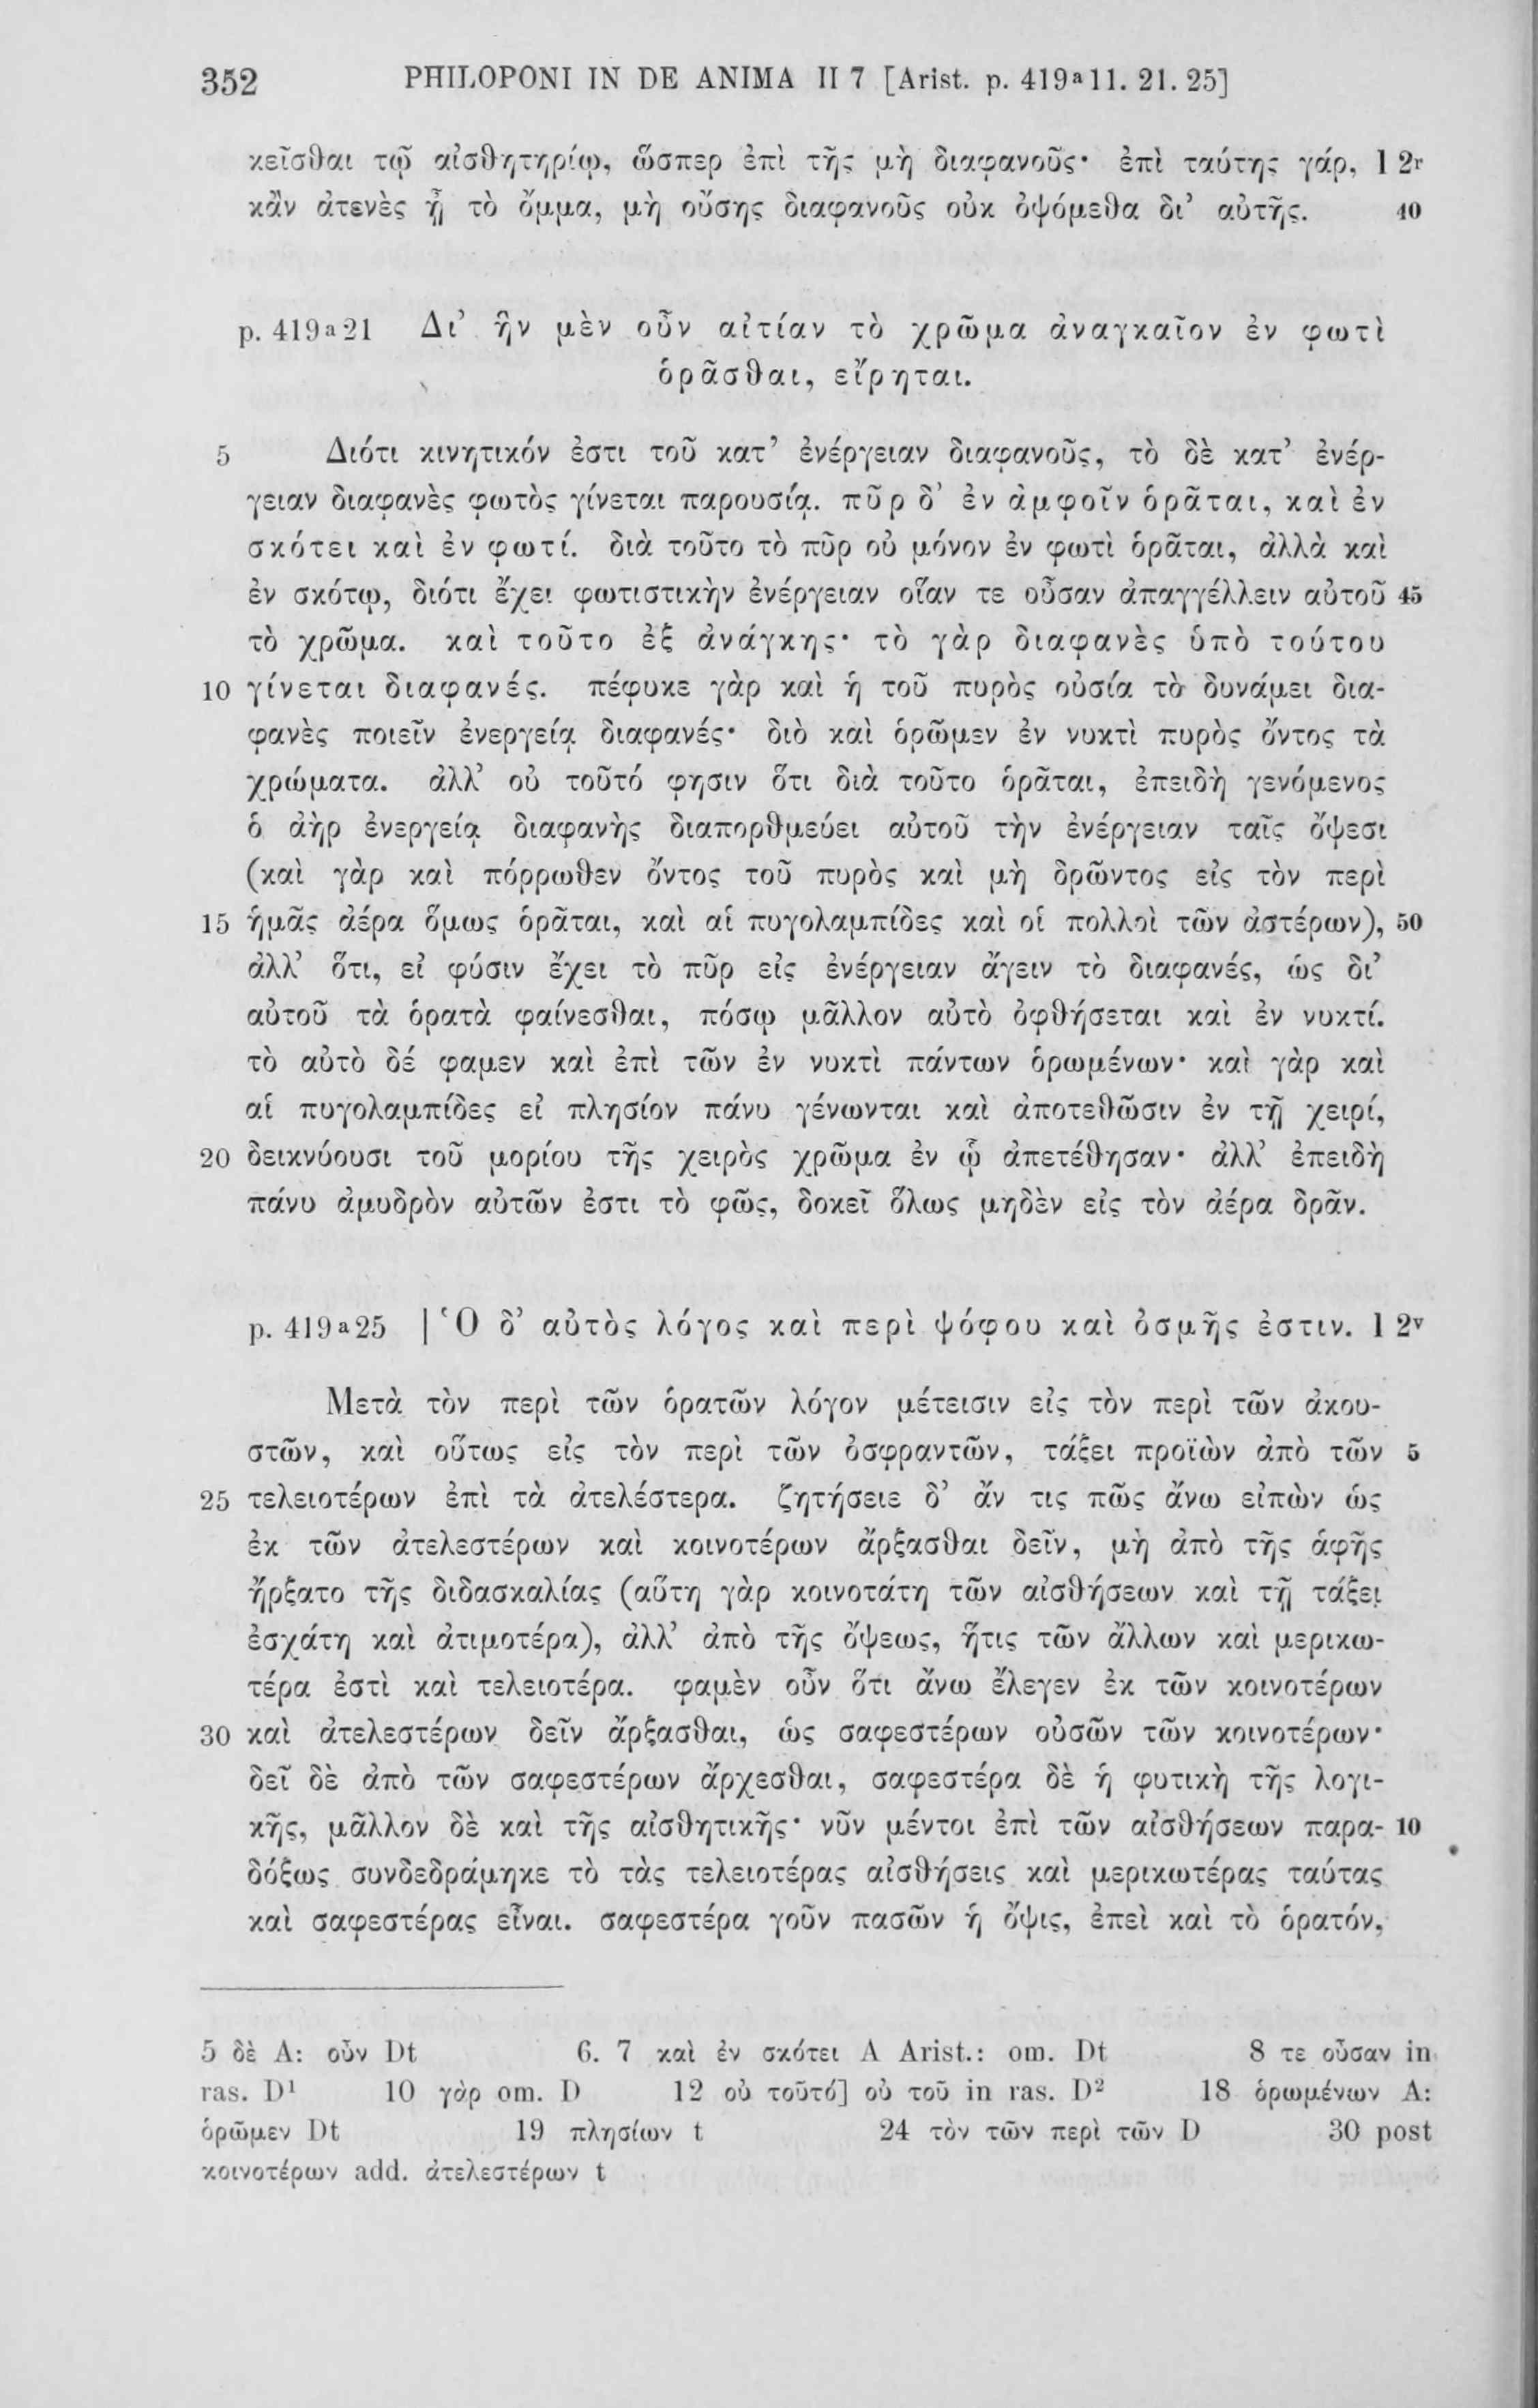 352 PHILOPONI IN DE ANIMA II 7 [Arist. p. 419ᵃ11. 21. 25]
κεῖσθαι τῷ αἰσθητηρίῳ, ὥσπερ ἐπὶ τῆς μὴ διαφανοῦς· ἐπὶ ταύτης γάρ, l 2ʳ
κἂν ἀτενὲς ᾖ τὸ ὄμμα, μὴ οὔσης διαφανοῦς οὐκ ὀψόμεθα δι’ αὐτῆς. 40
p. 419ᵃ21 Δι’ ἣν μὲν οὖν αἰτίαν τὸ χρῶμα ἀναγκαῖον ἐν φωτὶ
ὁρᾶσθαι, εἴρηται.
5 Διότι κινητικόν ἐστι τοῦ κατ’ ἐνέργειαν διαφανοῦς, τὸ δὲ κατ’ ἐνέρ-
γειαν διαφανὲς φωτὸς γίνεται παρουσίᾳ. πῦρ δ’ ἐν ἀμφοῖν ὁρᾶται, καὶ ἐν
σκότει καὶ ἐν φωτί. διὰ τοῦτο τὸ πῦρ οὐ μόνον ἐν φωτὶ ὁρᾶται, ἀλλὰ καὶ
ἐν σκότῳ, διότι ἔχει φωτιστικὴν ἐνέργειαν οἵαν τε οὖσαν ἀπαγγέλλειν αὐτοῦ 45
τὸ χρῶμα. καὶ τοῦτο ἐξ ἀνάγκης· τὸ γὰρ διαφανὲς ὑπὸ τούτου
10 γίνεται διαφανές. πέφυκε γὰρ καὶ ἡ τοῦ πυρὸς οὐσία τὸ δυνάμει δια-
φανὲς ποιεῖν ἐνεργείᾳ διαφανές· διὸ καὶ ὁρῶμεν ἐν νυκτὶ πυρὸς ὄντος τὰ
χρώματα. ἀλλ’ οὐ τοῦτό φησιν ὅτι διὰ τοῦτο ὁρᾶται, ἐπειδὴ γενόμενος
ὁ ἀὴρ ἐνεργείᾳ διαφανὴς διαπορθμεύει αὐτοῦ τὴν ἐνέργειαν ταῖς ὄψεσι
(καὶ γὰρ καὶ πόρρωθεν ὄντος τοῦ πυρὸς καὶ μὴ δρῶντος εἰς τὸν περὶ
15 ἡμᾶς ἀέρα ὅμως ὁρᾶται, καὶ αἱ πυγολαμπίδες καὶ οἱ πολλοὶ τῶν ἀστέρων), 50
ἀλλ’ ὅτι, εἰ φύσιν ἔχει τὸ πῦρ εἰς ἐνέργειαν ἄγειν τὸ διαφανές, ὡς δι’
αὐτοῦ τὰ ὁρατὰ φαίνεσθαι, πόσῳ μᾶλλον αὐτὸ ὀφθήσεται καὶ ἐν νυκτί.
τὸ αὐτὸ δέ φαμεν καὶ ἐπὶ τῶν ἐν νυκτὶ πάντων ὁρωμένων· καὶ γὰρ καὶ
αἱ πυγολαμπίδες εἰ πλησίον πάνυ γένωνται καὶ ἀποτεθῶσιν ἐν τῇ χειρί,
20 δεικνύουσι τοῦ μορίου τῆς χειρὸς χρῶμα ἐν ᾧ ἀπετέθησαν· ἀλλ’ ἐπειδὴ
πάνυ ἀμυδρὸν αὐτῶν ἐστι τὸ φῶς, δοκεῖ ὅλως μηδὲν εἰς τὸν ἀέρα δρᾶν.
p. 419ᵃ25 | Ὁ δ’ αὐτὸς λόγος καὶ περὶ ψόφου καὶ ὀσμῆς ἐστιν. l 2ᵛ
Μετὰ τὸν περὶ τῶν ὁρατῶν λόγον μέτεισιν εἰς τὸν περὶ τῶν ἀκου-
στῶν, καὶ οὕτως εἰς τὸν περὶ τῶν ὀσφραντῶν, τάξει προϊὼν ἀπὸ τῶν 5
25 τελειοτέρων ἐπὶ τὰ ἀτελέστερα. ζητήσειε δ’ ἄν τις πῶς ἄνω εἰπὼν ὡς
ἐκ τῶν ἀτελεστέρων καὶ κοινοτέρων ἄρξασθαι δεῖν, μὴ ἀπὸ τῆς ἁφῆς
ἤρξατο τῆς διδασκαλίας (αὕτη γὰρ κοινοτάτη τῶν αἰσθήσεων καὶ τῇ τάξει
ἐσχάτη καὶ ἀτιμοτέρα), ἀλλ’ ἀπὸ τῆς ὄψεως, ἥτις τῶν ἄλλων καὶ μερικω-
τέρα ἐστὶ καὶ τελειοτέρα. φαμὲν οὖν ὅτι ἄνω ἔλεγεν ἐκ τῶν κοινοτέρων
30 καὶ ἀτελεστέρων δεῖν ἄρξασθαι, ὡς σαφεστέρων οὐσῶν τῶν κοινοτέρων·
δεῖ δὲ ἀπὸ τῶν σαφεστέρων ἄρχεσθαι, σαφεστέρα δὲ ἡ φυτικὴ τῆς λογι-
κῆς, μᾶλλον δὲ καὶ τῆς αἰσθητικῆς· νῦν μέντοι ἐπὶ τῶν αἰσθήσεων παρα- 10
δόξως συνδεδράμηκε τὸ τὰς τελειοτέρας αἰσθήσεις καὶ μερικωτέρας ταύτας
καὶ σαφεστέρας εἶναι. σαφεστέρα γοῦν πασῶν ἡ ὄψις, ἐπεὶ καὶ τὸ ὁρατόν,
5 δὲ A: οὖν Dt 6. 7 καὶ ἐν σκότει A Arist.: om. Dt 8 τε οὖσαν in
ras. D¹ 10 γὰρ om. D 12 οὐ τοῦτό] οὐ τοῦ in ras. D² 18 ὁρωμένων A:
ὁρῶμεν Dt 19 πλησίων t 24 τὸν τῶν περὶ τῶν D 30 post
κοινοτέρων add. ἀτελεστέρων t